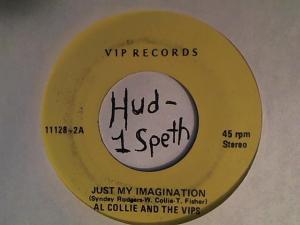 VIP RECORDS
Hud-
1 Speth
11128-2A
45 rpm
Stereo
JUST MY IMAGINATION
(Syndey Rodgers-W. Collie-T. Fisher)
AL COLLIE AND THE VIPS